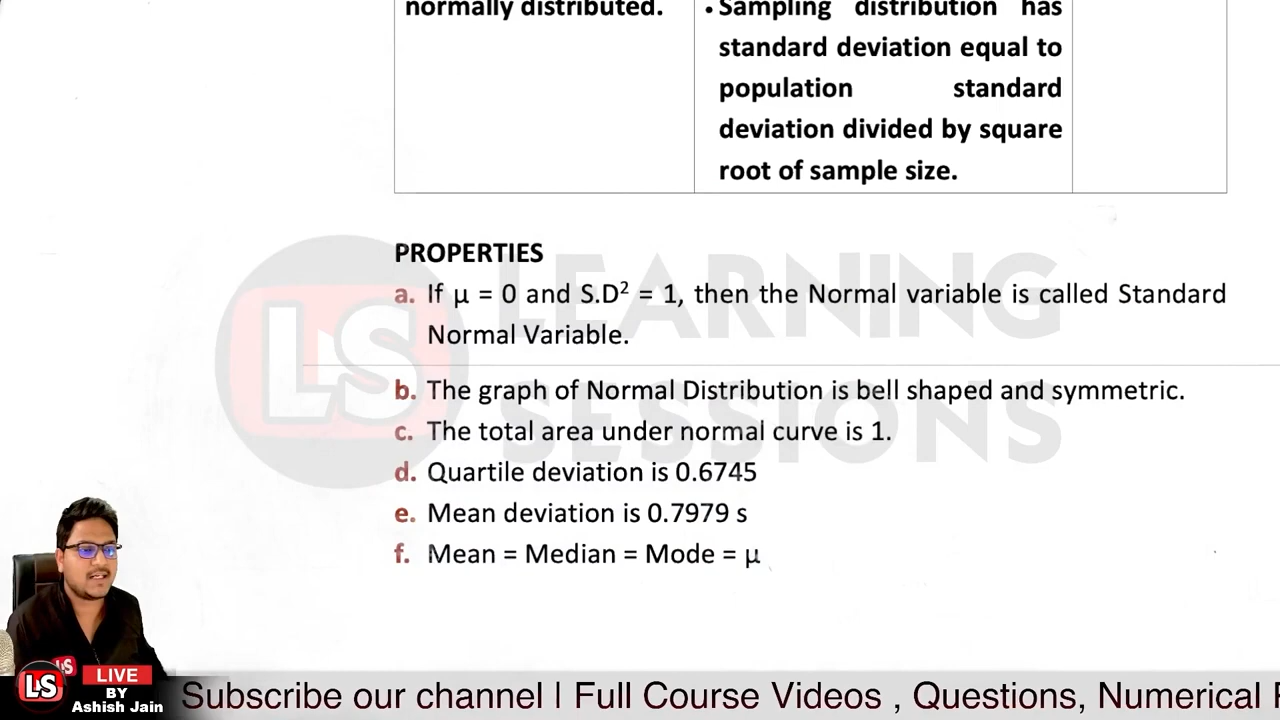 normally distributed.
• Sampling distribution has
standard deviation equal to
population standard
deviation divided by square
root of sample size.
PROPERTIES
a. If μ = 0 and S.D² = 1, then the Normal variable is called Standard
Normal Variable.
b. The graph of Normal Distribution is bell shaped and symmetric.
c. The total area under normal curve is 1.
d. Quartile deviation is 0.6745
e. Mean deviation is 0.7979 s
f. Mean = Median = Mode = μ
LS LEARNING
SESSIONS
LS
LS
LIVE
BY
Ashish Jain
Subscribe our channel | Full Course Videos , Questions, Numerical